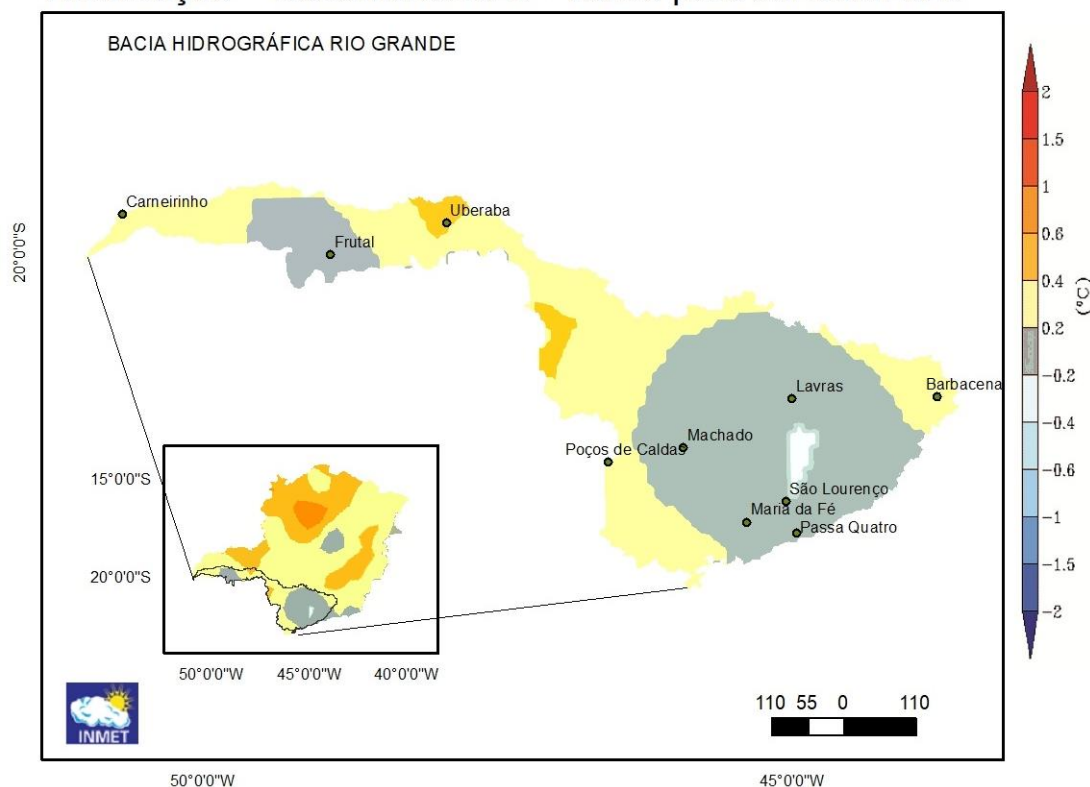 BACIA HIDROGRÁFICA RIO GRANDE
Carneirinho
Uberaba
Frutal
20°0'0"S
Lavras
Barbacena
Machado
Poços de Caldas
São Lourenço
Maria da Fé
Passa Quatro
15°0'0"S
20°0'0"S
50°0'0"W 45°0'0"W 40°0'0"W
INMET
110 55 0 110
50°0'0"W 45°0'0"W
2
1.5
1
0.6
0.4
0.2
-0.2
-0.4
-0.6
-1
-1.5
-2
(°C)